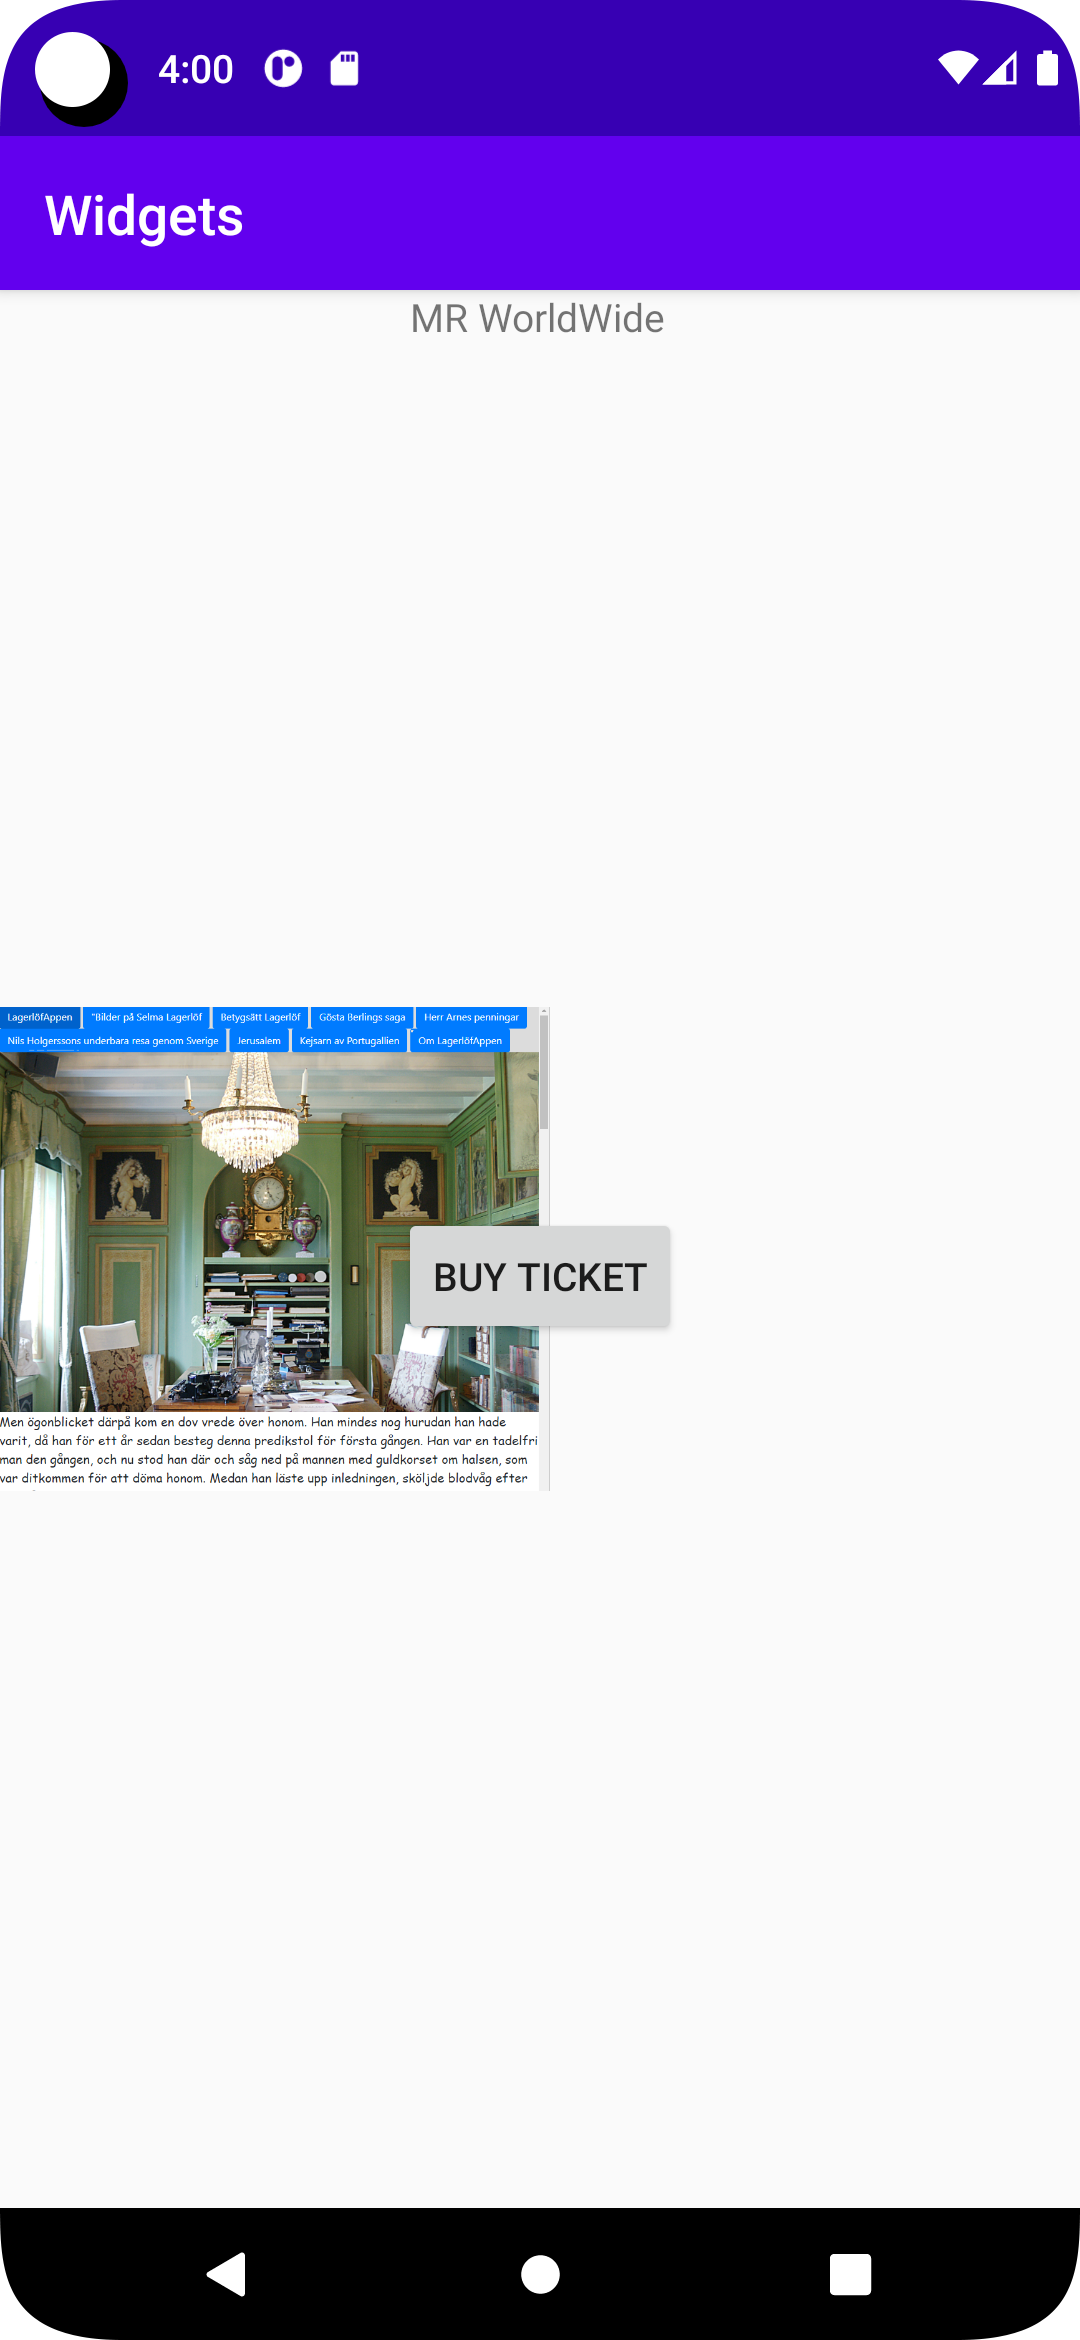 4:00
Widgets
MR WorldWide
LagerlöfAppen "Bilder på Selma Lagerlöf Betygsätt Lagerlöf Gösta Berlings saga Herr Arnes penningar
Nils Holgerssons underbara resa genom Sverige Jerusalem Kejsarn av Portugallien Om LagerlöfAppen
BUY TICKET
Men ögonblicket därpå kom en dov vrede över honom. Han mindes nog hurudan han hade
varit, då han för ett år sedan besteg denna predikstol för första gången. Han var en tadelfri
man den gången, och nu stod han där och såg ned på mannen med guldkorset om halsen, som
var ditkommen för att döma honom. Medan han läste upp inledningen, sköljde blodvåg efter